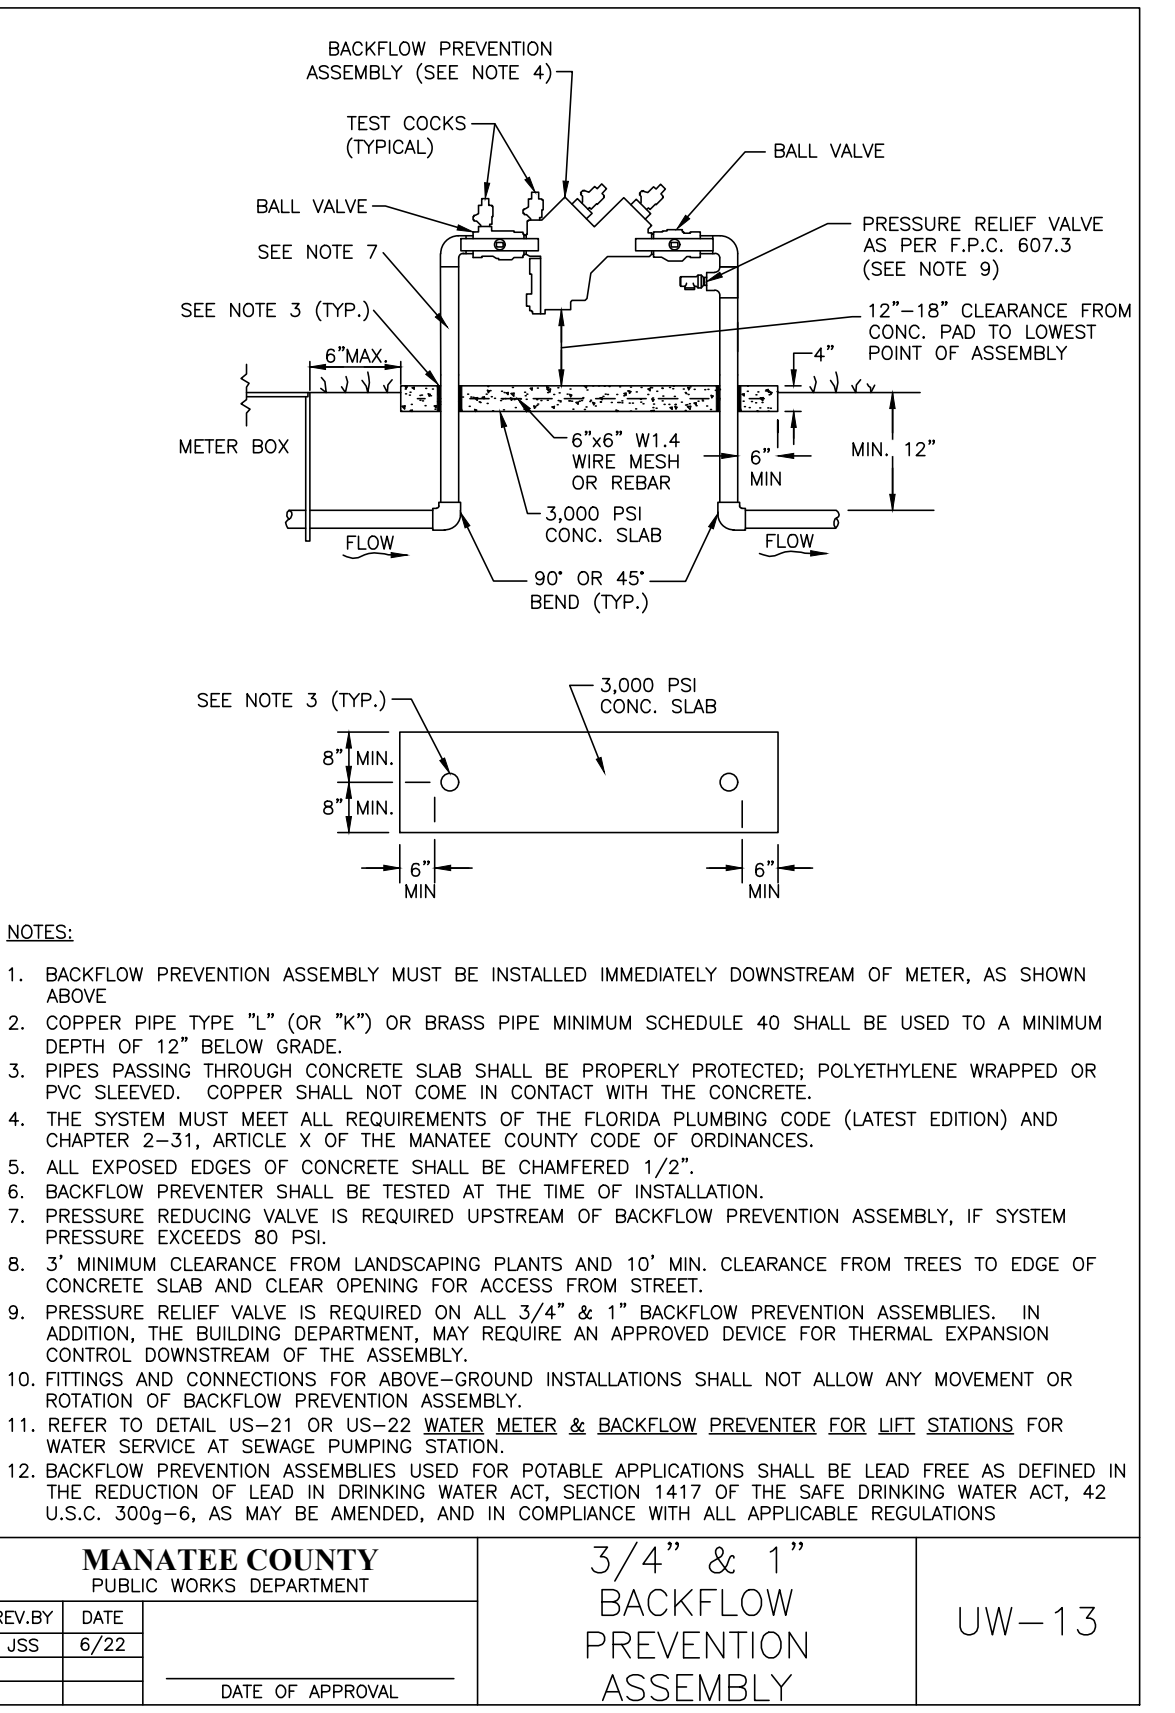 BACKFLOW PREVENTION
ASSEMBLY (SEE NOTE 4)
TEST COCKS
(TYPICAL)
BALL VALVE
BALL VALVE
PRESSURE RELIEF VALVE
AS PER F.P.C. 607.3
(SEE NOTE 9)
SEE NOTE 7
SEE NOTE 3 (TYP.)
12"-18" CLEARANCE FROM
CONC. PAD TO LOWEST
POINT OF ASSEMBLY
6"MAX.
4"
METER BOX
6"x6" W1.4
WIRE MESH
OR REBAR
6"
MIN
MIN. 12"
3,000 PSI
CONC. SLAB
FLOW
FLOW
90° OR 45°
BEND (TYP.)
SEE NOTE 3 (TYP.)
3,000 PSI
CONC. SLAB
8" MIN.
8" MIN.
6"
MIN
6"
MIN
NOTES:
1. BACKFLOW PREVENTION ASSEMBLY MUST BE INSTALLED IMMEDIATELY DOWNSTREAM OF METER, AS SHOWN
ABOVE
2. COPPER PIPE TYPE "L" (OR "K") OR BRASS PIPE MINIMUM SCHEDULE 40 SHALL BE USED TO A MINIMUM
DEPTH OF 12" BELOW GRADE.
3. PIPES PASSING THROUGH CONCRETE SLAB SHALL BE PROPERLY PROTECTED; POLYETHYLENE WRAPPED OR
PVC SLEEVED. COPPER SHALL NOT COME IN CONTACT WITH THE CONCRETE.
4. THE SYSTEM MUST MEET ALL REQUIREMENTS OF THE FLORIDA PLUMBING CODE (LATEST EDITION) AND
CHAPTER 2-31, ARTICLE X OF THE MANATEE COUNTY CODE OF ORDINANCES.
5. ALL EXPOSED EDGES OF CONCRETE SHALL BE CHAMFERED 1/2".
6. BACKFLOW PREVENTER SHALL BE TESTED AT THE TIME OF INSTALLATION.
7. PRESSURE REDUCING VALVE IS REQUIRED UPSTREAM OF BACKFLOW PREVENTION ASSEMBLY, IF SYSTEM
PRESSURE EXCEEDS 80 PSI.
8. 3' MINIMUM CLEARANCE FROM LANDSCAPING PLANTS AND 10' MIN. CLEARANCE FROM TREES TO EDGE OF
CONCRETE SLAB AND CLEAR OPENING FOR ACCESS FROM STREET.
9. PRESSURE RELIEF VALVE IS REQUIRED ON ALL 3/4" & 1" BACKFLOW PREVENTION ASSEMBLIES. IN
ADDITION, THE BUILDING DEPARTMENT, MAY REQUIRE AN APPROVED DEVICE FOR THERMAL EXPANSION
CONTROL DOWNSTREAM OF THE ASSEMBLY.
10. FITTINGS AND CONNECTIONS FOR ABOVE-GROUND INSTALLATIONS SHALL NOT ALLOW ANY MOVEMENT OR
ROTATION OF BACKFLOW PREVENTION ASSEMBLY.
11. REFER TO DETAIL US-21 OR US-22 WATER METER & BACKFLOW PREVENTER FOR LIFT STATIONS FOR
WATER SERVICE AT SEWAGE PUMPING STATION.
12. BACKFLOW PREVENTION ASSEMBLIES USED FOR POTABLE APPLICATIONS SHALL BE LEAD FREE AS DEFINED IN
THE REDUCTION OF LEAD IN DRINKING WATER ACT, SECTION 1417 OF THE SAFE DRINKING WATER ACT, 42
U.S.C. 300g-6, AS MAY BE AMENDED, AND IN COMPLIANCE WITH ALL APPLICABLE REGULATIONS
MANATEE COUNTY
PUBLIC WORKS DEPARTMENT
REV.BY DATE
JSS 6/22
DATE OF APPROVAL
3/4" & 1"
BACKFLOW
PREVENTION
ASSEMBLY
UW-13